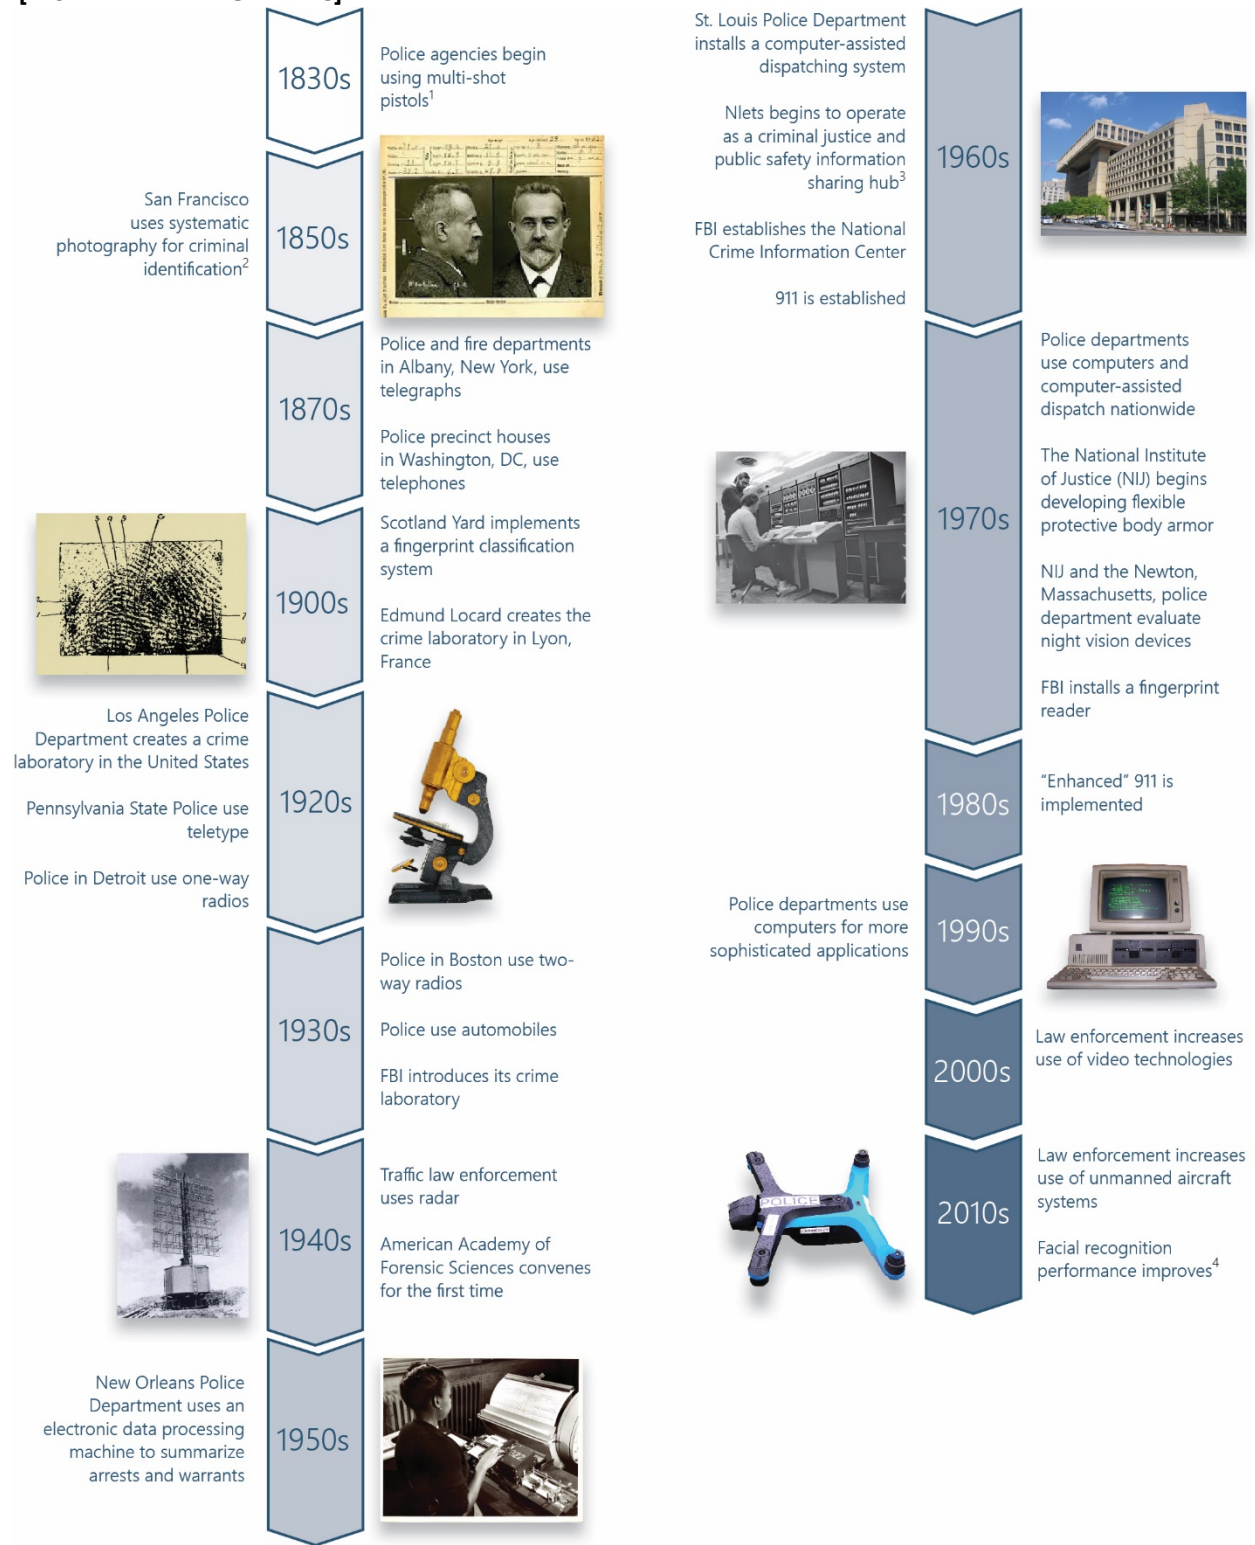 1830s
Police agencies begin
using multi-shot
pistols1
San Francisco
uses systematic
photography for criminal
identification2
1850s
1870s
Police and fire departments
in Albany, New York, use
telegraphs
Police precinct houses
in Washington, DC, use
telephones
1900s
Scotland Yard implements
a fingerprint classification
system
Edmund Locard creates the
crime laboratory in Lyon,
France
Los Angeles Police
Department creates a crime
laboratory in the United States
Pennsylvania State Police use
teletype
Police in Detroit use one-way
radios
1920s
1930s
Police in Boston use two-
way radios
Police use automobiles
FBI introduces its crime
laboratory
1940s
Traffic law enforcement
uses radar
American Academy of
Forensic Sciences convenes
for the first time
New Orleans Police
Department uses an
electronic data processing
machine to summarize
arrests and warrants
1950s
St. Louis Police Department
installs a computer-assisted
dispatching system
Nlets begins to operate
as a criminal justice and
public safety information
sharing hub3
FBI establishes the National
Crime Information Center
911 is established
1960s
1970s
Police departments
use computers and
computer-assisted
dispatch nationwide
The National Institute
of Justice (NIJ) begins
developing flexible
protective body armor
NIJ and the Newton,
Massachusetts, police
department evaluate
night vision devices
FBI installs a fingerprint
reader
1980s
“Enhanced” 911 is
implemented
Police departments use
computers for more
sophisticated applications
1990s
2000s
Law enforcement increases
use of video technologies
2010s
Law enforcement increases
use of unmanned aircraft
systems
Facial recognition
performance improves4
POLICE